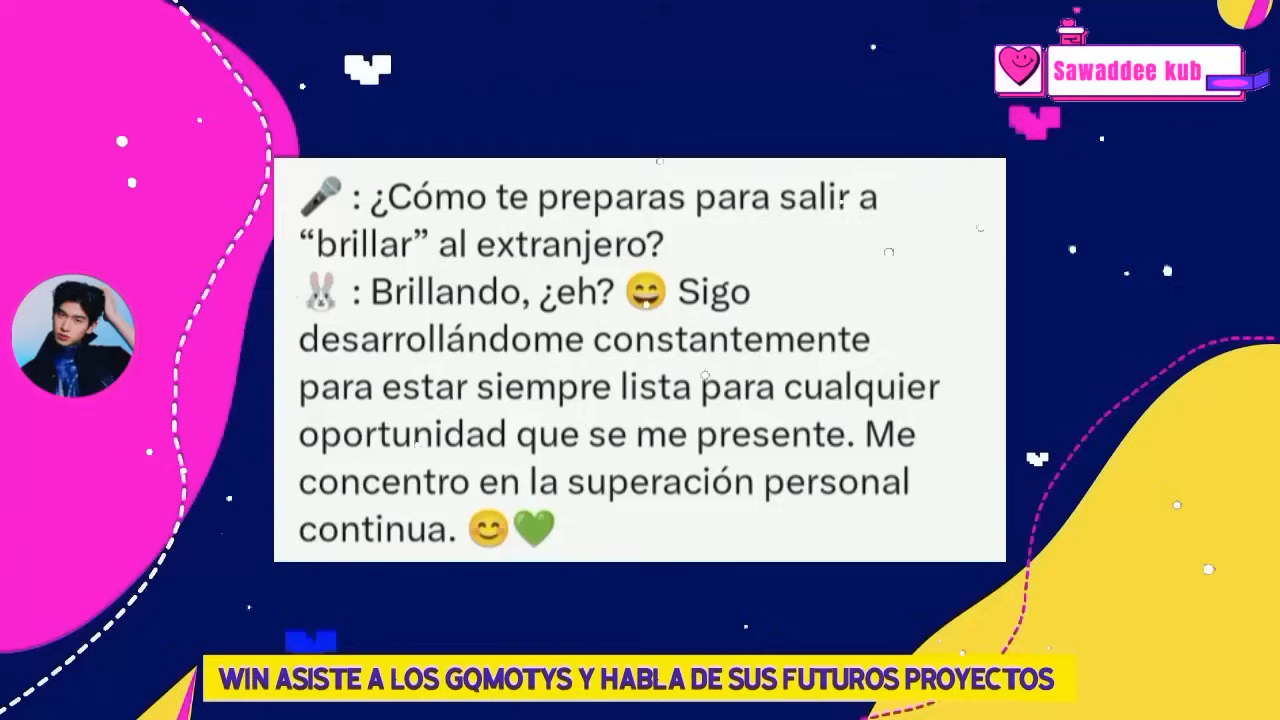 Sawaddee kub
🎤 : ¿Cómo te preparas para salir a
“brillar” al extranjero?
🐰 : Brillando, ¿eh? 😄 Sigo
desarrollándome constantemente
para estar siempre lista para cualquier
oportunidad que se me presente. Me
concentro en la superación personal
continua. 😊💚
WIN ASISTE A LOS GQMOTYS Y HABLA DE SUS FUTUROS PROYECTOS